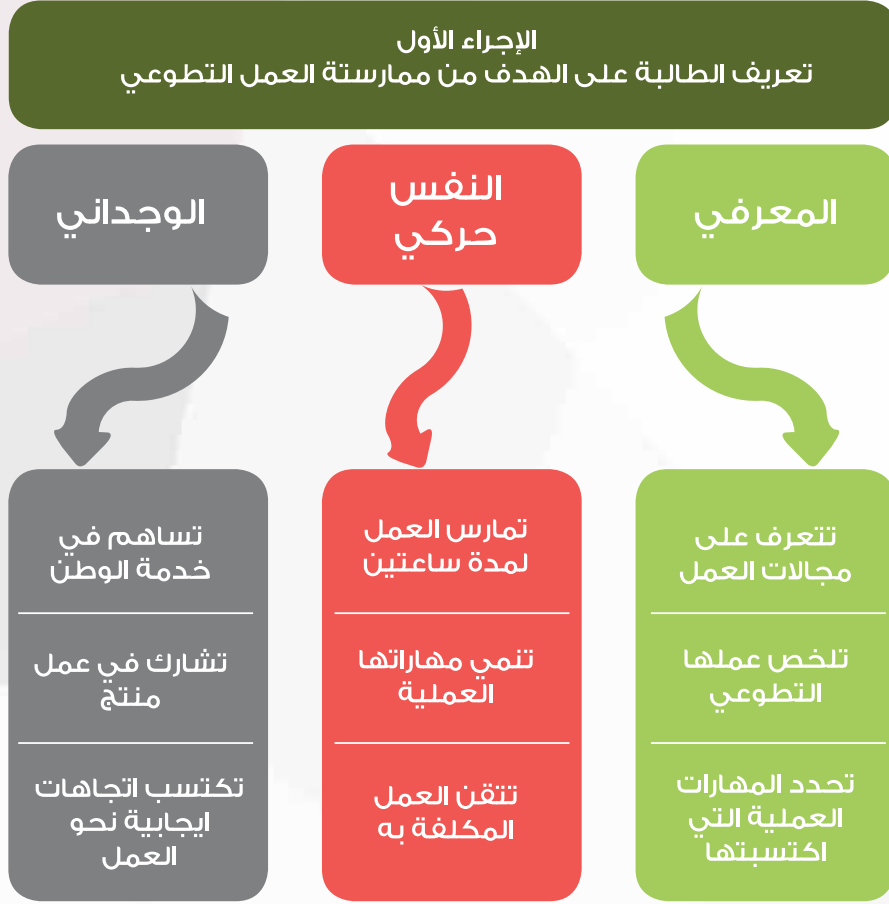 الإجراء الأول
تعريف الطالبة على الهدف من ممارستة العمل التطوعي
المعرفي
النفس
حركي
الوجداني
تتعرف على
مجالات العمل
تلخص عملها
التطوعي
تحدد المهارات
العملية التي
اكتسبتها
تمارس العمل
لمدة ساعتين
تنمي مهاراتها
العملية
تتقن العمل
المكلفة به
تساهم في
خدمة الوطن
تشارك في عمل
منتج
تكتسب اتجاهات
ايجابية نحو
العمل